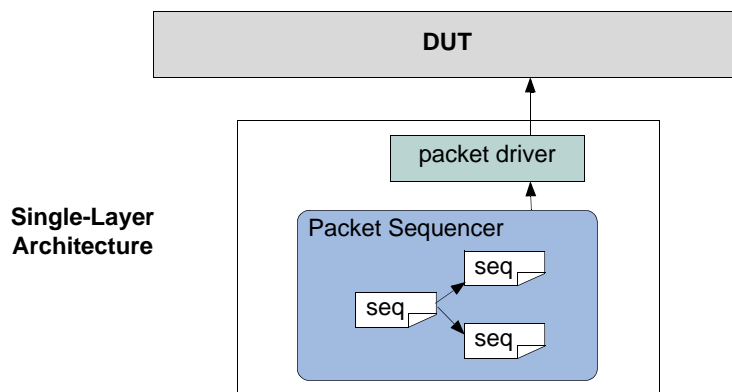 DUT
packet driver
Single-Layer
Architecture
Packet Sequencer
seq
seq
seq